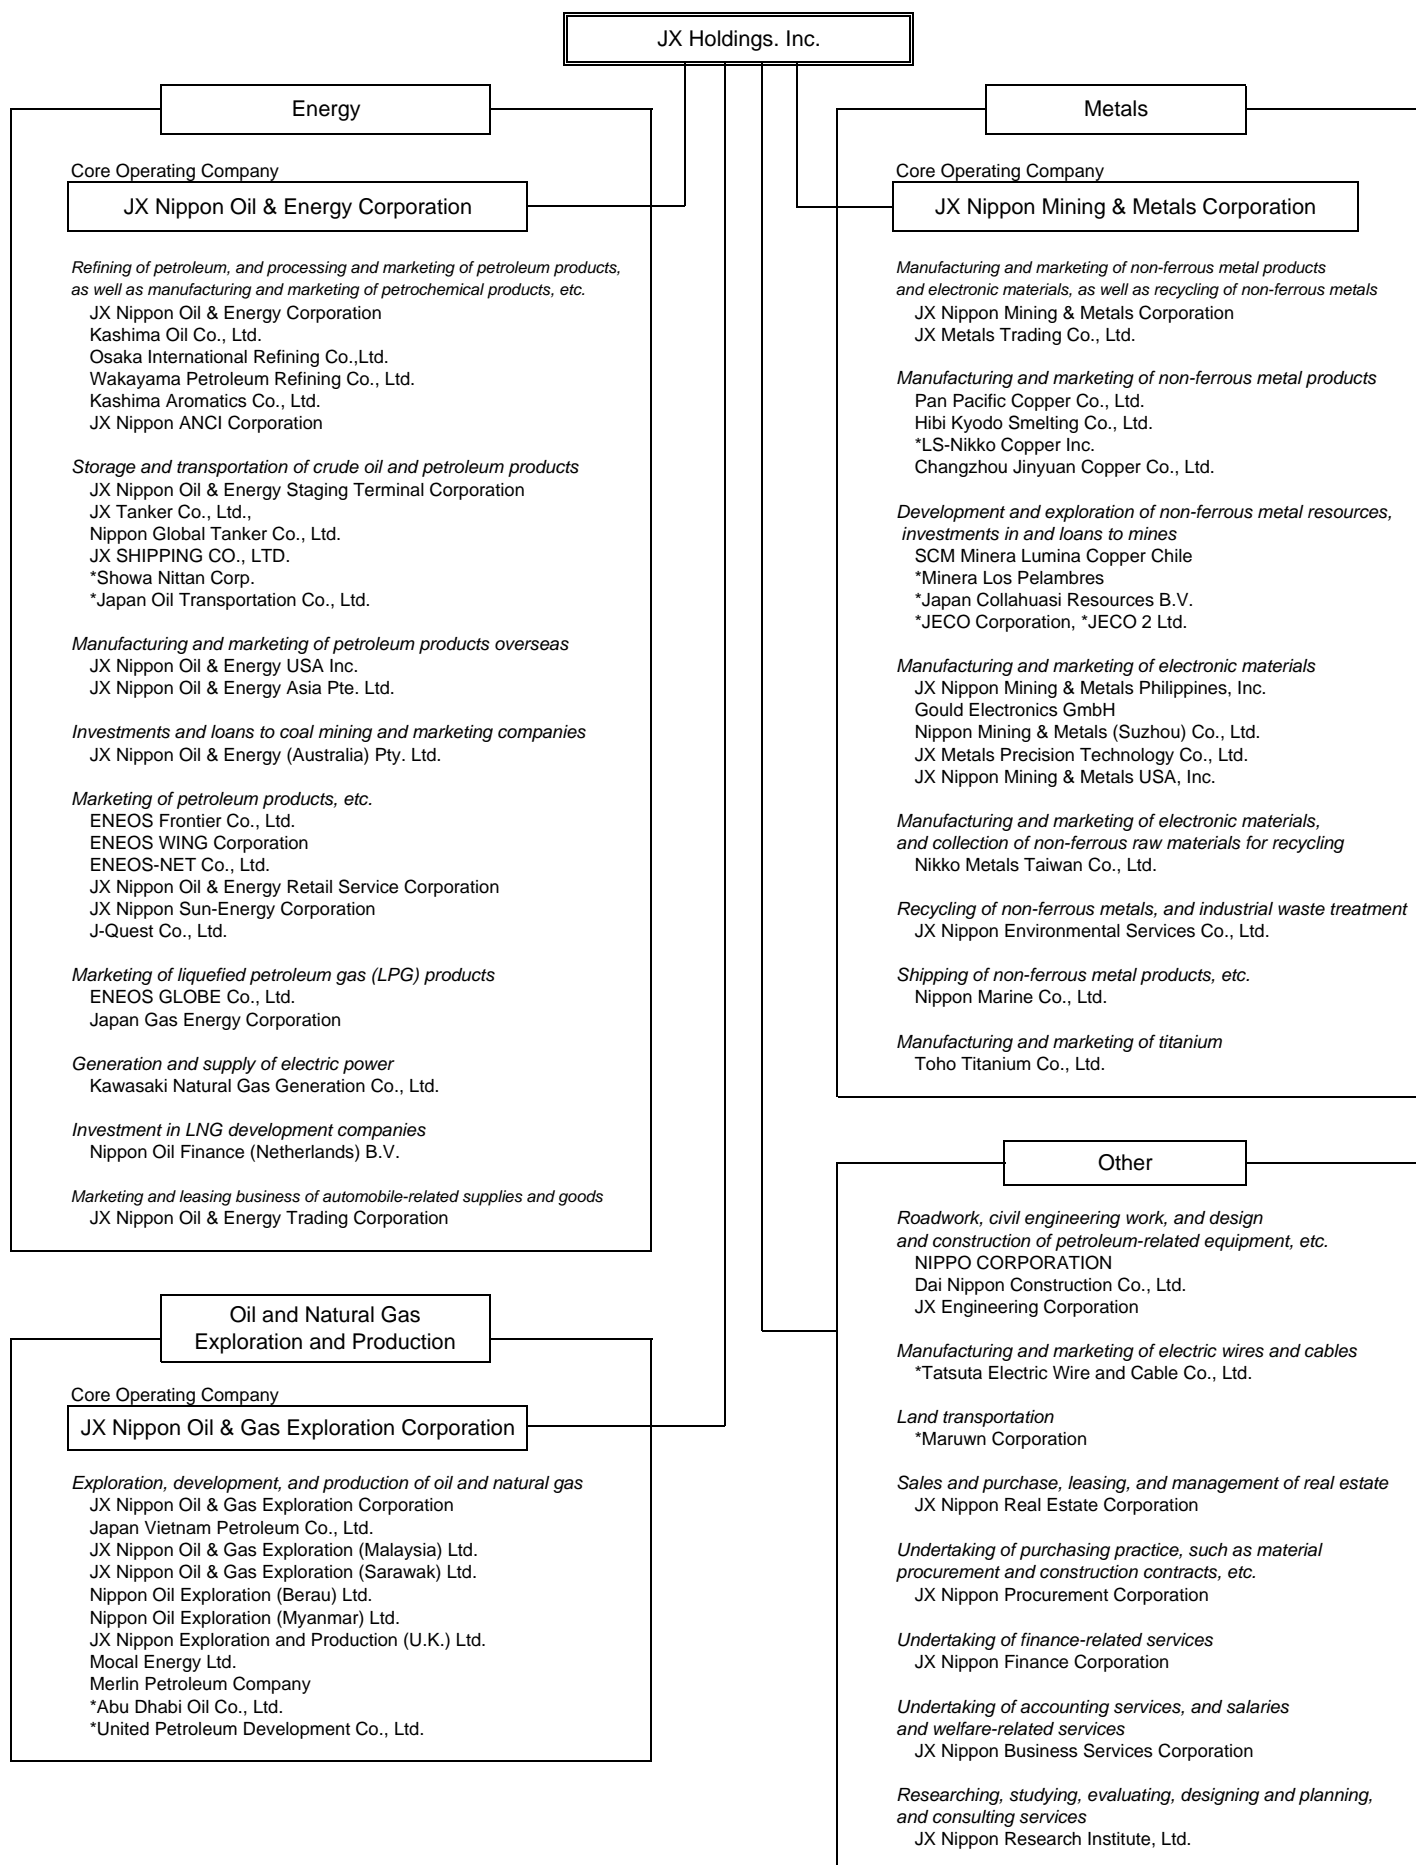 JX Holdings. Inc.
Energy
Core Operating Company
JX Nippon Oil & Energy Corporation
Refining of petroleum, and processing and marketing of petroleum products,
as well as manufacturing and marketing of petrochemical products, etc.
JX Nippon Oil & Energy Corporation
Kashima Oil Co., Ltd.
Osaka International Refining Co.,Ltd.
Wakayama Petroleum Refining Co., Ltd.
Kashima Aromatics Co., Ltd.
JX Nippon ANCI Corporation
Storage and transportation of crude oil and petroleum products
JX Nippon Oil & Energy Staging Terminal Corporation
JX Tanker Co., Ltd.,
Nippon Global Tanker Co., Ltd.
JX SHIPPING CO., LTD.
*Showa Nittan Corp.
*Japan Oil Transportation Co., Ltd.
Manufacturing and marketing of petroleum products overseas
JX Nippon Oil & Energy USA Inc.
JX Nippon Oil & Energy Asia Pte. Ltd.
Investments and loans to coal mining and marketing companies
JX Nippon Oil & Energy (Australia) Pty. Ltd.
Marketing of petroleum products, etc.
ENEOS Frontier Co., Ltd.
ENEOS WING Corporation
ENEOS-NET Co., Ltd.
JX Nippon Oil & Energy Retail Service Corporation
JX Nippon Sun-Energy Corporation
J-Quest Co., Ltd.
Marketing of liquefied petroleum gas (LPG) products
ENEOS GLOBE Co., Ltd.
Japan Gas Energy Corporation
Generation and supply of electric power
Kawasaki Natural Gas Generation Co., Ltd.
Investment in LNG development companies
Nippon Oil Finance (Netherlands) B.V.
Marketing and leasing business of automobile-related supplies and goods
JX Nippon Oil & Energy Trading Corporation
Oil and Natural Gas
Exploration and Production
Core Operating Company
JX Nippon Oil & Gas Exploration Corporation
Exploration, development, and production of oil and natural gas
JX Nippon Oil & Gas Exploration Corporation
Japan Vietnam Petroleum Co., Ltd.
JX Nippon Oil & Gas Exploration (Malaysia) Ltd.
JX Nippon Oil & Gas Exploration (Sarawak) Ltd.
Nippon Oil Exploration (Berau) Ltd.
Nippon Oil Exploration (Myanmar) Ltd.
JX Nippon Exploration and Production (U.K.) Ltd.
Mocal Energy Ltd.
Merlin Petroleum Company
*Abu Dhabi Oil Co., Ltd.
*United Petroleum Development Co., Ltd.
Metals
Core Operating Company
JX Nippon Mining & Metals Corporation
Manufacturing and marketing of non-ferrous metal products
and electronic materials, as well as recycling of non-ferrous metals
JX Nippon Mining & Metals Corporation
JX Metals Trading Co., Ltd.
Manufacturing and marketing of non-ferrous metal products
Pan Pacific Copper Co., Ltd.
Hibi Kyodo Smelting Co., Ltd.
*LS-Nikko Copper Inc.
Changzhou Jinyuan Copper Co., Ltd.
Development and exploration of non-ferrous metal resources,
investments in and loans to mines
SCM Minera Lumina Copper Chile
*Minera Los Pelambres
*Japan Collahuasi Resources B.V.
*JECO Corporation, *JECO 2 Ltd.
Manufacturing and marketing of electronic materials
JX Nippon Mining & Metals Philippines, Inc.
Gould Electronics GmbH
Nippon Mining & Metals (Suzhou) Co., Ltd.
JX Metals Precision Technology Co., Ltd.
JX Nippon Mining & Metals USA, Inc.
Manufacturing and marketing of electronic materials,
and collection of non-ferrous raw materials for recycling
Nikko Metals Taiwan Co., Ltd.
Recycling of non-ferrous metals, and industrial waste treatment
JX Nippon Environmental Services Co., Ltd.
Shipping of non-ferrous metal products, etc.
Nippon Marine Co., Ltd.
Manufacturing and marketing of titanium
Toho Titanium Co., Ltd.
Other
Roadwork, civil engineering work, and design
and construction of petroleum-related equipment, etc.
NIPPO CORPORATION
Dai Nippon Construction Co., Ltd.
JX Engineering Corporation
Manufacturing and marketing of electric wires and cables
*Tatsuta Electric Wire and Cable Co., Ltd.
Land transportation
*Maruwn Corporation
Sales and purchase, leasing, and management of real estate
JX Nippon Real Estate Corporation
Undertaking of purchasing practice, such as material
procurement and construction contracts, etc.
JX Nippon Procurement Corporation
Undertaking of finance-related services
JX Nippon Finance Corporation
Undertaking of accounting services, and salaries
and welfare-related services
JX Nippon Business Services Corporation
Researching, studying, evaluating, designing and planning,
and consulting services
JX Nippon Research Institute, Ltd.